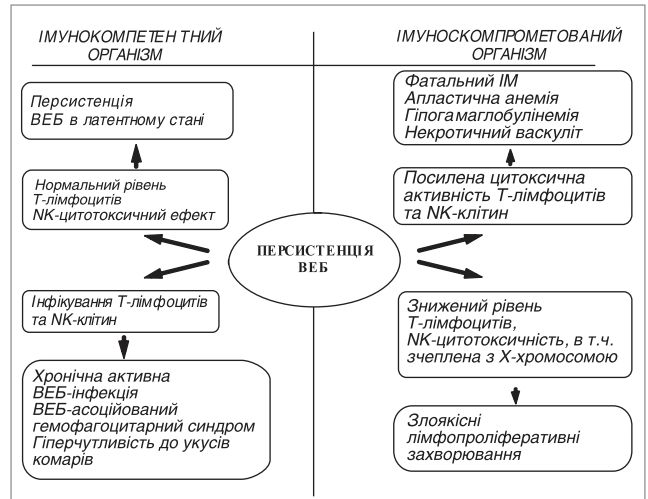 ІМУНОКОМПЕТЕН ТНИЙ
ОРГАНІЗМ
ІМУНОСКОМПРОМЕТОВАНИЙ
ОРГАНІЗМ
Персистенція
ВЕБ в латентному стані
Нормальний рівень
Т-лімфоцитів
NK-цитотоксичний ефект
Інфікування Т-лімфоцитів
та NK-клітин
Хронічна активна
ВЕБ-інфекція
ВЕБ-асоційований
гемофагоцитарний синдром
Гіперчутливість до укусів
комарів
ПЕРСИСТЕНЦІЯ
ВЕБ
Фатальний ІМ
Апластична анемія
Гіпогамаглобулінемія
Некротичний васкуліт
Посилена цитоксична
активність Т-лімфоцитів
та NK-клітин
Знижений рівень
Т-лімфоцитів,
NK-цитотоксичність, в т.ч.
зчеплена з Х-хромосомою
Злоякісні
лімфопроліферативні
захворювання